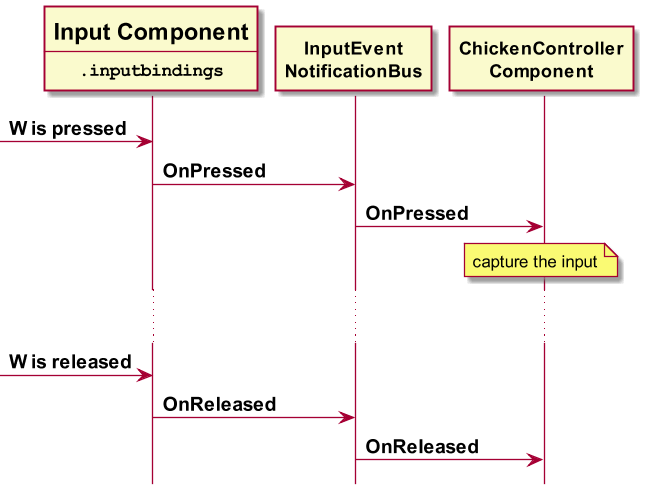 Input Component
.inputbindings
InputEvent
NotificationBus
ChickenController
Component
W is pressed
OnPressed
OnPressed
capture the input
W is released
OnReleased
OnReleased